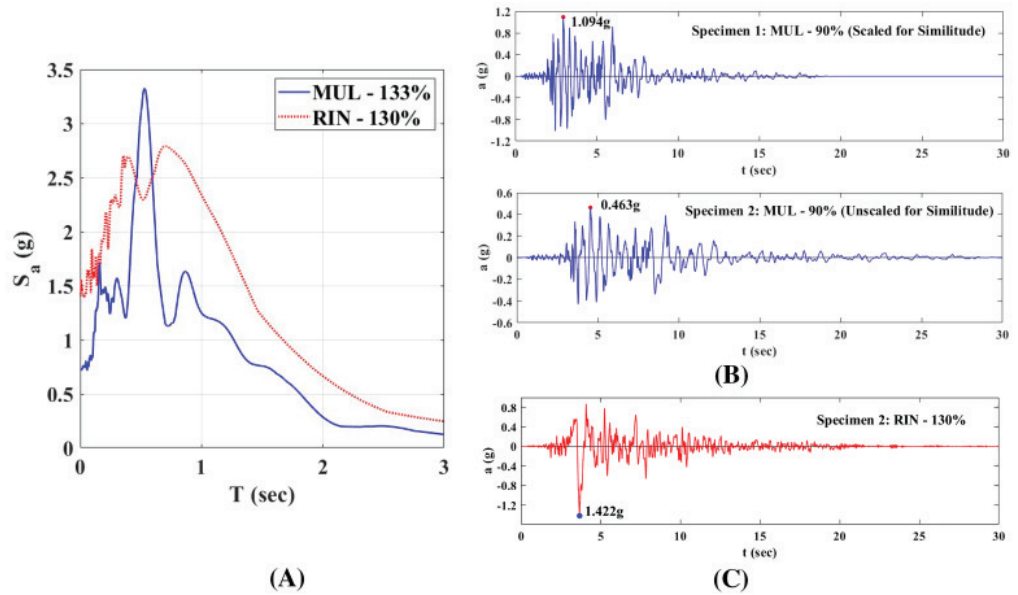 (A)
3.5
3
2.5
2
1.5
1
0.5
0
S_a (g)
0 1 2 3
T (sec)
MUL - 133%
RIN - 130%
(B)
1.2
0.8
0.4
0
-0.4
-0.8
-1.2
a (g)
1.094g
Specimen 1: MUL - 90% (Scaled for Similitude)
0 5 10 15 20 25 30
t (sec)
0.6
0.4
0.2
0
-0.2
-0.4
-0.6
a (g)
0.463g
Specimen 2: MUL - 90% (Unscaled for Similitude)
0 5 10 15 20 25 30
t (sec)
(B)
0.8
0.4
0
-0.4
-0.8
-1.2
a (g)
Specimen 2: RIN - 130%
1.422g
0 5 10 15 20 25 30
t (sec)
(A)
(C)